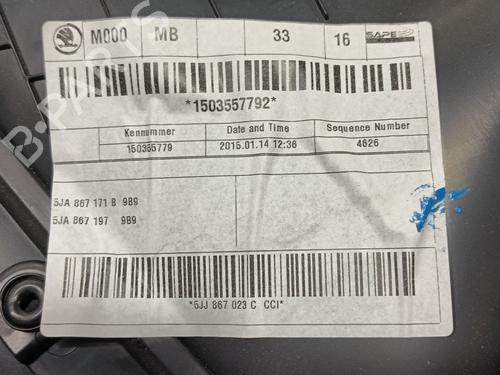 M000 MB 33 16 SAPE
*1503557792*
Kennummer Date and Time Sequence Number
150355779 2015.01.14 12:36 4626
5JA 867 171 B 9B9
5JA 867 197 9B9
*5JJ 867 023 C CCI*
B-PARTS